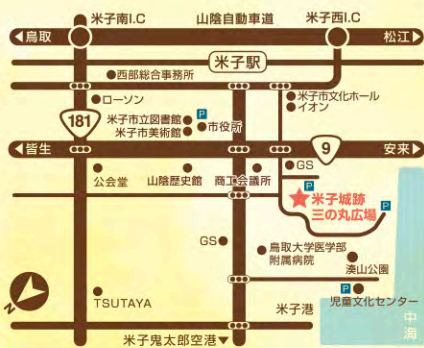 米子南I.C
山陰自動車道
米子西I.C
◀鳥取
松江▶
米子駅
西部総合事務所
ローソン
米子市文化ホール
イオン
181
米子市立図書館
米子市美術館
P
市役所
9
◀皆生
安来▶
公会堂
山陰歴史館
商工会議所
GS
P
米子城跡
三の丸広場
P
GS
鳥取大学医学部
附属病院
湊山公園
P
児童文化センター
N
TSUTAYA
米子港
中海
米子鬼太郎空港▼